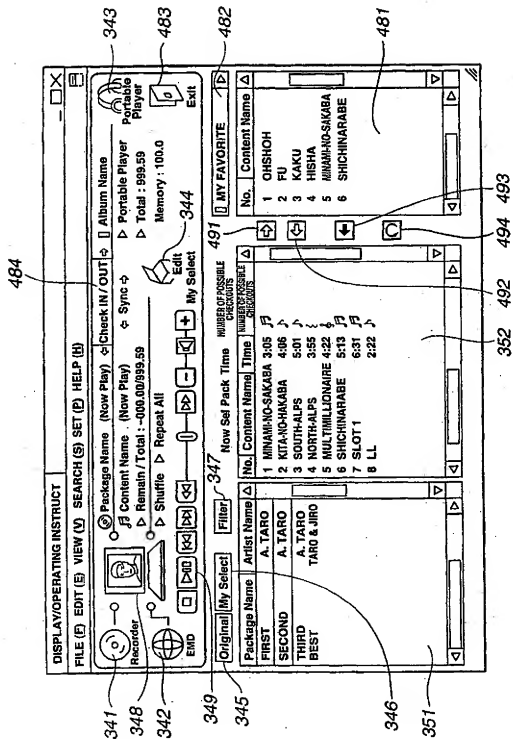 DISPLAY/OPERATING INSTRUCT
FILE (F) EDIT (E) VIEW (V) SEARCH (S) SET (P) HELP (H)
Recorder
EMD
Package Name (Now Play)
Content Name (Now Play)
Remain / Total : -000.00/999.59
Shuffle Repeat All
Check IN / OUT
Sync
Album Name
Portable Player
Total : 999.59
Memory : 100.0
Edit
My Select
Portable
Player
Exit
Original My Select Filter Now Sel Pack Time
NUMBER OF POSSIBLE
CHECKOUTS
MY FAVORITE
Package Name Artist Name
FIRST A. TARO
SECOND A. TARO
THIRD A. TARO
BEST TARO & JIRO
No. Content Name Time NUMBER OF POSSIBLE CHECKOUTS
1 MINAMI-NO-SAKABA 3:05
2 KITA-NO-HAKABA 4:06
3 SOUTH-ALPS 5:01
4 NORTH-ALPS 3:55
5 MULTIMILLIONAIRE 4:22
6 SHICHINARABE 5:13
7 SLOT 1 6:31
8 LL 2:22
No. Content Name
1 OHSHOH
2 FU
3 KAKU
4 HISHA
5 MINAMI-NO-SAKABA
6 SHICHINARABE
341
348
342
349
345
346
347
351
352
484
344
343
483
482
481
491
492
493
494